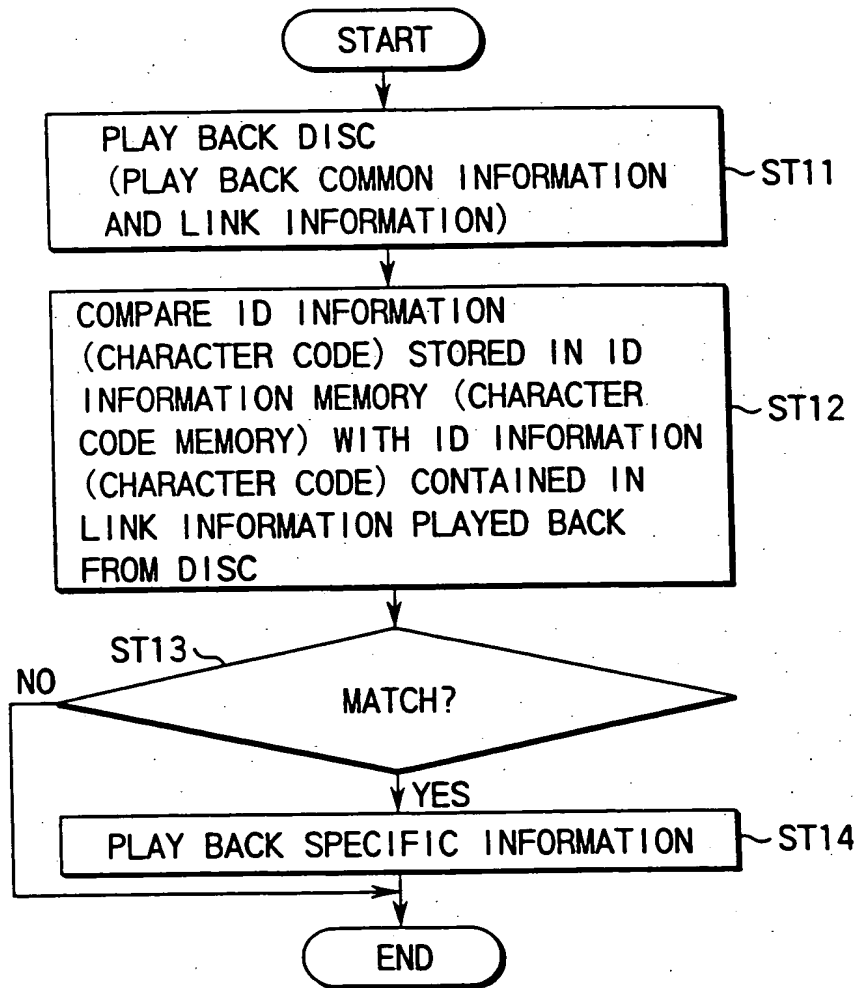 START
PLAY BACK DISC
(PLAY BACK COMMON INFORMATION
AND LINK INFORMATION)
ST11
COMPARE ID INFORMATION
(CHARACTER CODE) STORED IN ID
INFORMATION MEMORY (CHARACTER
CODE MEMORY) WITH ID INFORMATION
(CHARACTER CODE) CONTAINED IN
LINK INFORMATION PLAYED BACK
FROM DISC
ST12
ST13
NO
MATCH?
YES
PLAY BACK SPECIFIC INFORMATION
ST14
END